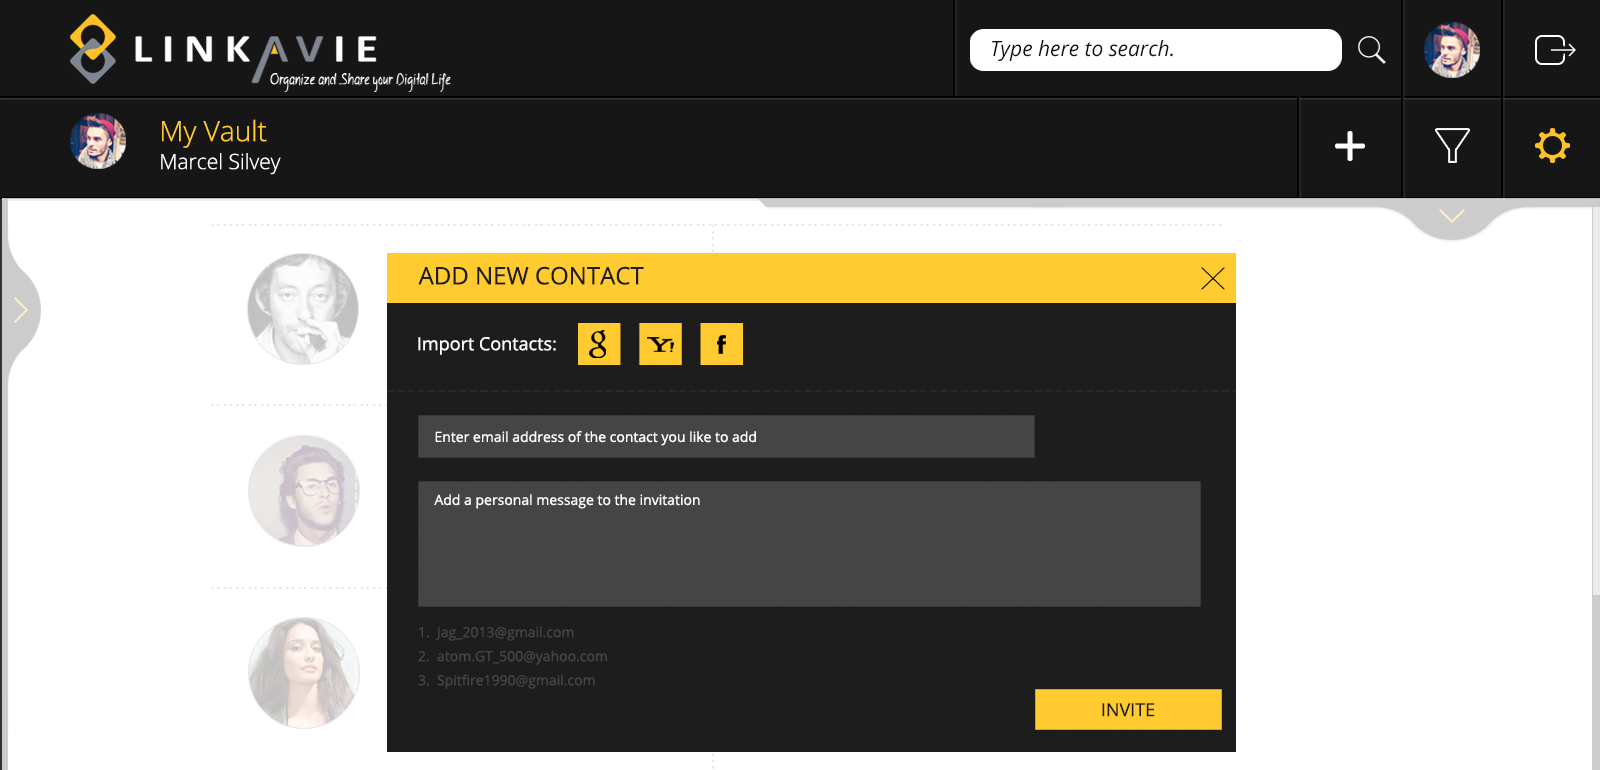 LINKAVIE
Organize and Share your Digital Life
Type here to search.
My Vault
Marcel Silvey
ADD NEW CONTACT
Import Contacts:
g
Y!
f
Enter email address of the contact you like to add
Add a personal message to the invitation
1. Jag_2013@gmail.com
2. atom.GT_500@yahoo.com
3. Spitfire1990@gmail.com
INVITE